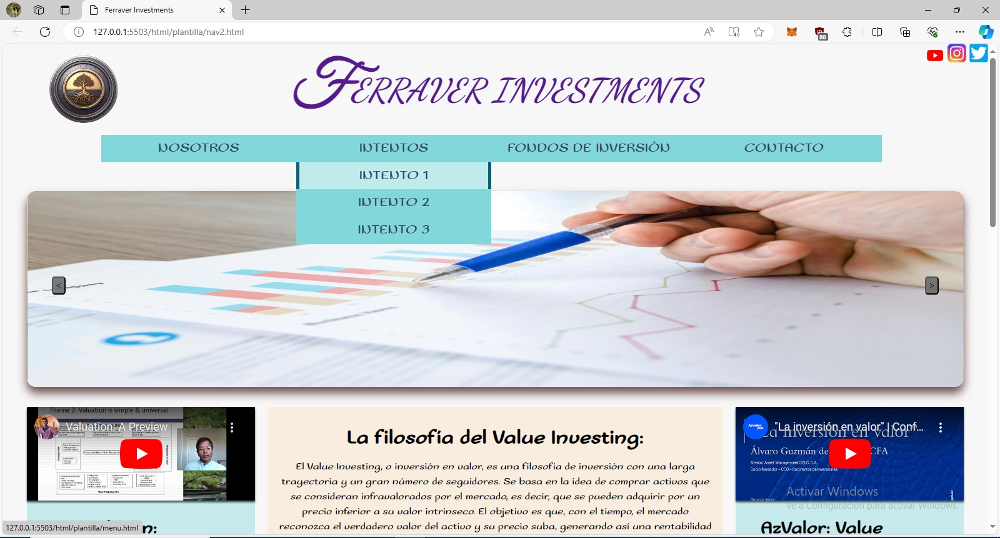 Ferraver Investments
127.0.0.1:5503/html/plantilla/nav2.html
80
FERRAVER INVESTMENTS
NOSOTROS
INTENTOS
FONDOS DE INVERSIÓN
CONTACTO
INTENTO 1
INTENTO 2
INTENTO 3
<
>
Theme 2: Valuation is simple & universal
Valuation: A Preview
La filosofía del Value Investing:
El Value Investing, o inversión en valor, es una filosofía de inversión con una larga
trayectoria y un gran número de seguidores. Se basa en la idea de comprar activos que
se consideran infravalorados por el mercado, es decir, que se pueden adquirir por un
precio inferior a su valor intrínseco. El objetivo es que, con el tiempo, el mercado
reconozca el verdadero valor del activo y su precio suba, generando así una rentabilidad
"La inversión en valor" | Conf...
La inversión en valor
Álvaro Guzmán de CFA
Azvalor Asset Management SGIIC, S.A.
Socio fundador – CEO – Codirector de Inversiones
Activar Windows
Ve a Configuración para activar Windows.
AzValor: Value
127.0.0.1:5503/html/plantilla/menu.html
n: